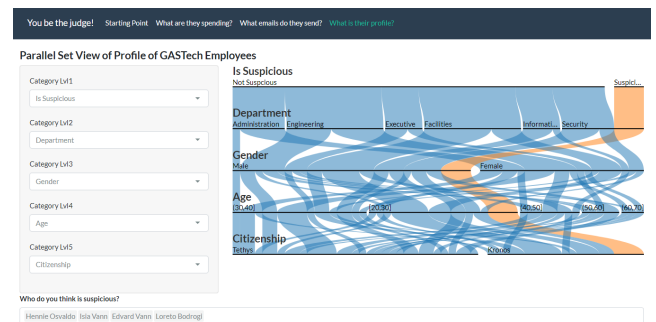 You be the judge! Starting Point What are they spending? What emails do they send? What is their profile?
Parallel Set View of Profile of GASTech Employees
Category Lvl1
Is Suspicious
Category Lvl2
Department
Category Lvl3
Gender
Category Lvl4
Age
Category Lvl5
Citizenship
Is Suspicious
Not Suspcious Suspici...
Department
Administration Engineering Executive Facilities Informati... Security
Gender
Male Female
Age
(30,40] (20,30] (40,50] (50,60] (60,70]
Citizenship
Tethys Kronos
Who do you think is suspicious?
Hennie Osvaldo Isla Vann Edvard Vann Loreto Bodrogi